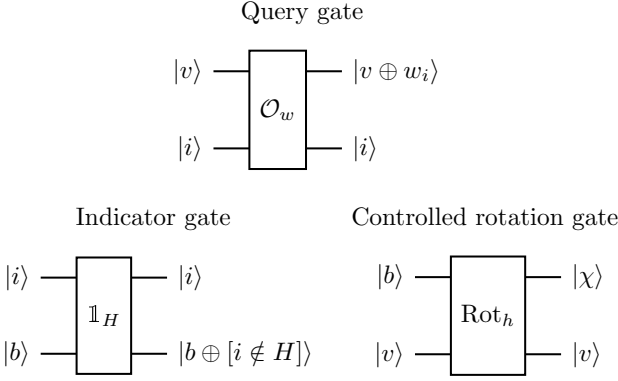 Query gate
|v⟩ |v ⊕ w_i⟩
𝒪_w
|i⟩ |i⟩
Indicator gate Controlled rotation gate
|i⟩ |i⟩ |b⟩ |χ⟩
𝟙_H Rot_h
|b⟩ |b ⊕ [i ∉ H]⟩ |v⟩ |v⟩